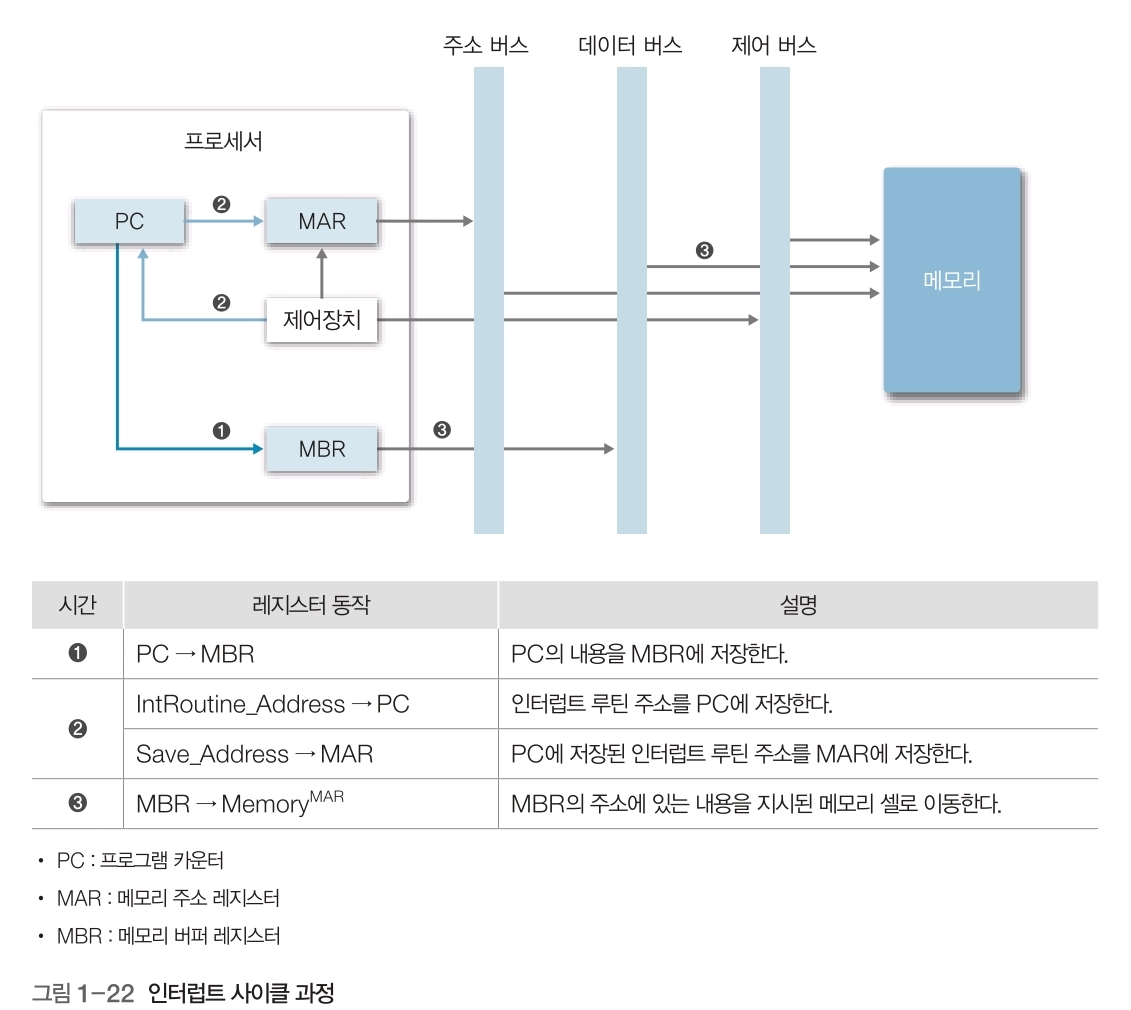 주소 버스 데이터 버스 제어 버스
프로세서
PC ❷ MAR
❸
메모리
❷ 제어장치
❶ MBR ❸
시간 레지스터 동작 설명
❶ PC → MBR PC의 내용을 MBR에 저장한다.
❷ IntRoutine_Address → PC 인터럽트 루틴 주소를 PC에 저장한다.
Save_Address → MAR PC에 저장된 인터럽트 루틴 주소를 MAR에 저장한다.
❸ MBR → Memory^MAR MBR의 주소에 있는 내용을 지시된 메모리 셀로 이동한다.
• PC : 프로그램 카운터
• MAR : 메모리 주소 레지스터
• MBR : 메모리 버퍼 레지스터
그림 1-22 인터럽트 사이클 과정